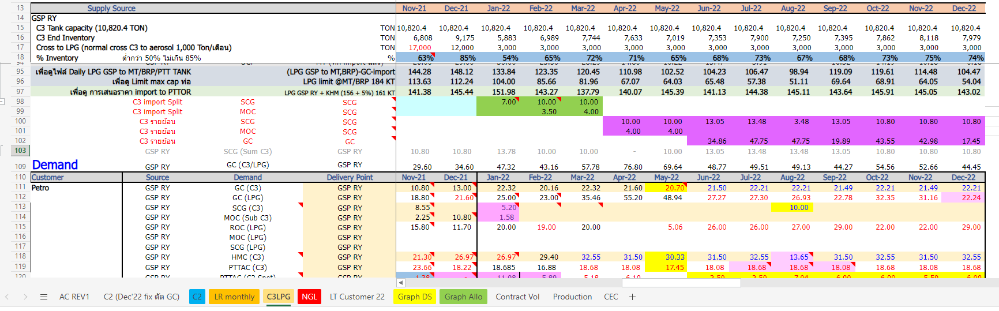 13 Supply Source Nov-21 Dec-21 Jan-22 Feb-22 Mar-22 Apr-22 May-22 Jun-22 Jul-22 Aug-22 Sep-22 Oct-22 Nov-22 Dec-22
14 GSP RY
15 C3 Tank capacity (10,820.4 TON) TON 10,820.4 10,820.4 10,820.4 10,820.4 10,820.4 10,820.4 10,820.4 10,820.4 10,820.4 10,820.4 10,820.4 10,820.4 10,820.4 10,820.4
16 C3 End Inventory TON 6,808 9,175 5,883 6,989 7,744 7,633 7,019 7,353 7,900 7,250 7,395 7,862 8,118 7,979
17 Cross to LPG (normal cross C3 to aerosol 1,000 Ton/เดือน) TON 17,000 12,000 3,000 3,000 3,000 3,000 3,000 3,000 3,000 3,000 3,000 3,000 3,000 3,000
18 % Inventory ต่ำกว่า 50% ไม่เกิน 85% % 63% 85% 54% 65% 72% 71% 65% 68% 73% 67% 68% 73% 75% 74%
95 เพื่อดูไฟล์ Daily LPG GSP to MT/BRP/PTT TANK (LPG GSP to MT,BRP)-GC-import 144.28 148.12 133.84 123.35 120.45 110.98 102.52 104.23 106.47 98.94 119.09 119.61 114.48 104.47
96 เพื่อดู Limit max cap ท่อ LPG limit @MT/BRP 184 KT 113.63 112.24 104.00 85.66 81.96 67.07 64.03 65.48 57.38 51.11 69.64 68.91 64.05 54.04
97 เพื่อดู การเสนอราคา import to PTTOR LPG GSP RY + KHM (156 + 5%) 161 KT 141.38 145.44 151.98 143.27 137.79 140.07 145.39 141.13 144.38 145.11 143.64 145.91 145.05 143.02
98 C3 import Split SCG SCG 7.00 10.00 10.00
99 C3 import Split MOC SCG 3.50 4.00
100 C3 รายย้อน SCG SCG 10.00 10.00 13.05 13.48 3.48 13.05 10.80 10.80 10.80
101 C3 รายย้อน MOC SCG 4.00 4.00
102 C3 รายย้อน GC GC 34.86 47.75 47.75 19.89 43.55 42.98 17.45
103 GSP RY SCG (Sum C3) GSP RY 10.80 10.80 13.78 10.00 10.00 - 10.00 13.05 13.48 13.48 13.05 10.80 10.80 10.80
109 Demand GSP RY GC (C3/LPG) GSP RY 29.60 34.60 47.32 43.16 57.78 76.80 69.64 48.77 49.51 49.13 44.27 54.56 52.66 44.45
110 Customer Source Demand Delivery Point Nov-21 Dec-21 Jan-22 Feb-22 Mar-22 Apr-22 May-22 Jun-22 Jul-22 Aug-22 Sep-22 Oct-22 Nov-22 Dec-22
111 Petro GSP RY GC (C3) GSP RY 10.80 13.00 22.32 20.16 22.32 21.60 20.70 21.50 22.21 22.21 21.49 22.21 21.49 22.21
112 GSP RY GC (LPG) GSP RY 18.80 21.60 25.00 23.00 35.46 55.20 48.94 27.27 27.30 26.93 22.78 32.35 31.16 22.24
113 GSP RY SCG (C3) GSP RY 8.55 5.20 10.00
114 GSP RY MOC (Sub C3) GSP RY 2.25 10.80 1.58
115 GSP RY ROC (LPG) GSP RY 15.80 11.70 20.00 19.00 20.00 5.06 26.00 26.00 27.00 29.00 22.00 22.00 29.00
116 GSP RY MOC (LPG) GSP RY
117 GSP RY SCG (LPG) GSP RY
118 GSP RY HMC (C3) GSP RY 21.30 26.97 26.97 29.40 32.55 31.50 30.33 31.50 32.55 13.65 31.50 32.55 31.50 32.55
119 GSP RY PTTAC (C3) GSP RY 23.66 18.22 18.685 16.88 18.68 18.08 17.45 18.08 18.68 18.68 18.08 18.68 18.08 18.68
AC REV1 C2 (Dec'22 fix ตัด GC) C2 LR monthly C3LPG NGL LT Customer 22 Graph DS Graph Allo Contract Vol Production CEC